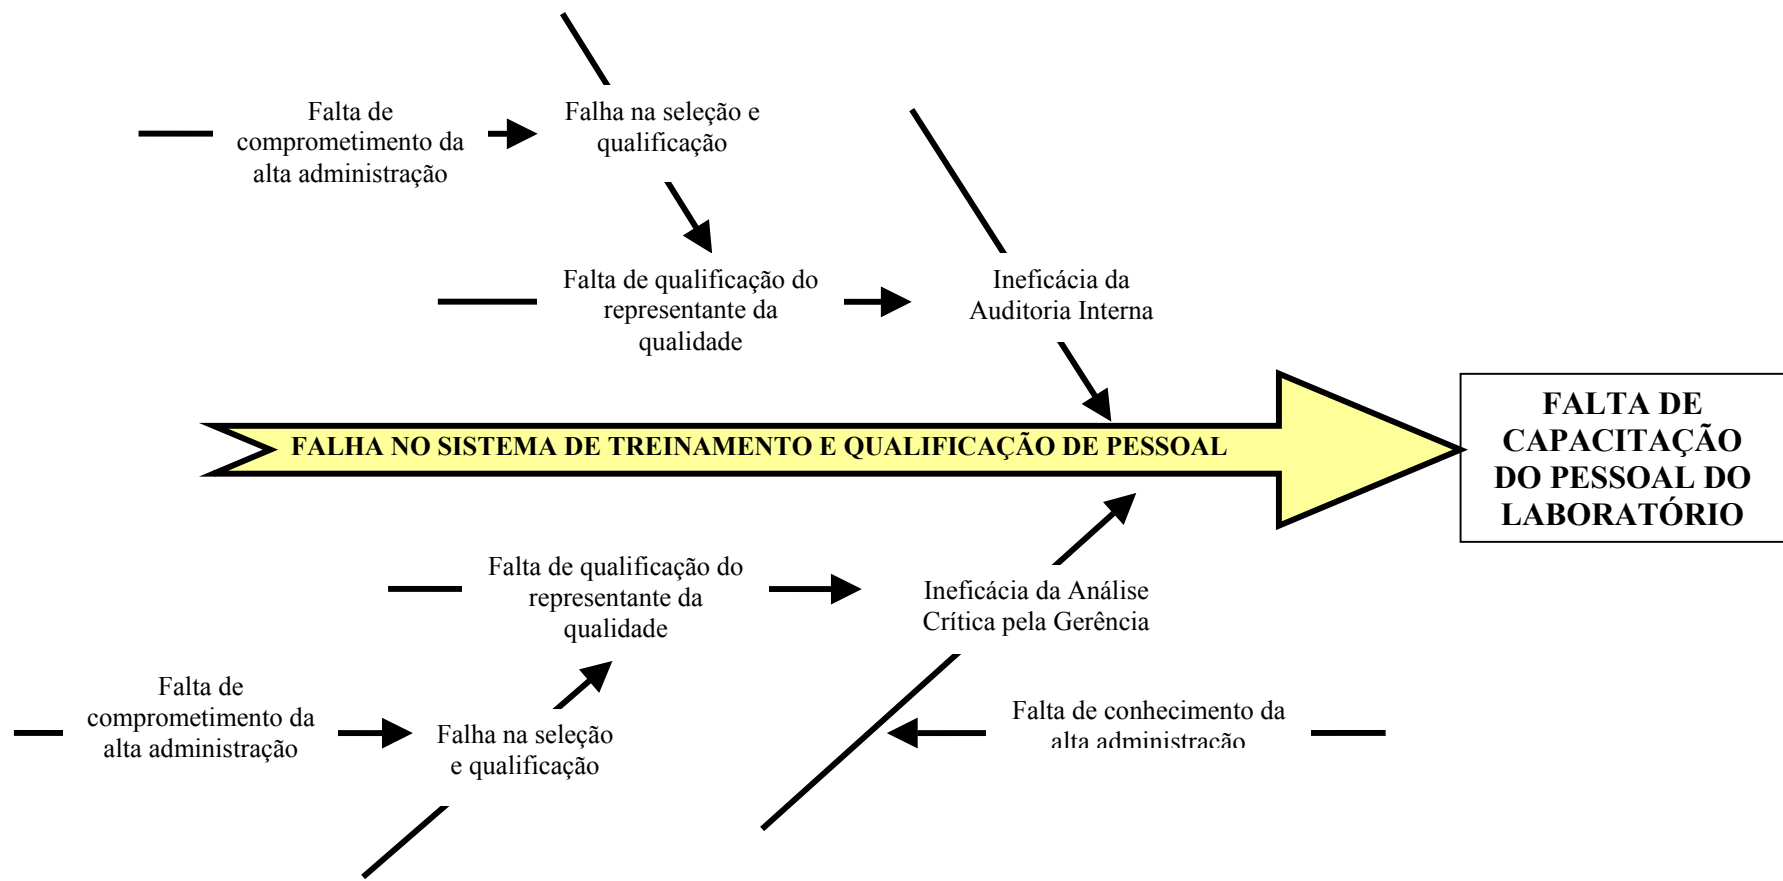 Falta de
comprometimento da
alta administração
Falha na seleção e
qualificação
Falta de qualificação do
representante da
qualidade
Ineficácia da
Auditoria Interna
FALHA NO SISTEMA DE TREINAMENTO E QUALIFICAÇÃO DE PESSOAL
FALTA DE
CAPACITAÇÃO
DO PESSOAL DO
LABORATÓRIO
Falta de qualificação do
representante da
qualidade
Ineficácia da Análise
Crítica pela Gerência
Falta de
comprometimento da
alta administração
Falha na seleção
e qualificação
Falta de conhecimento da
alta administração